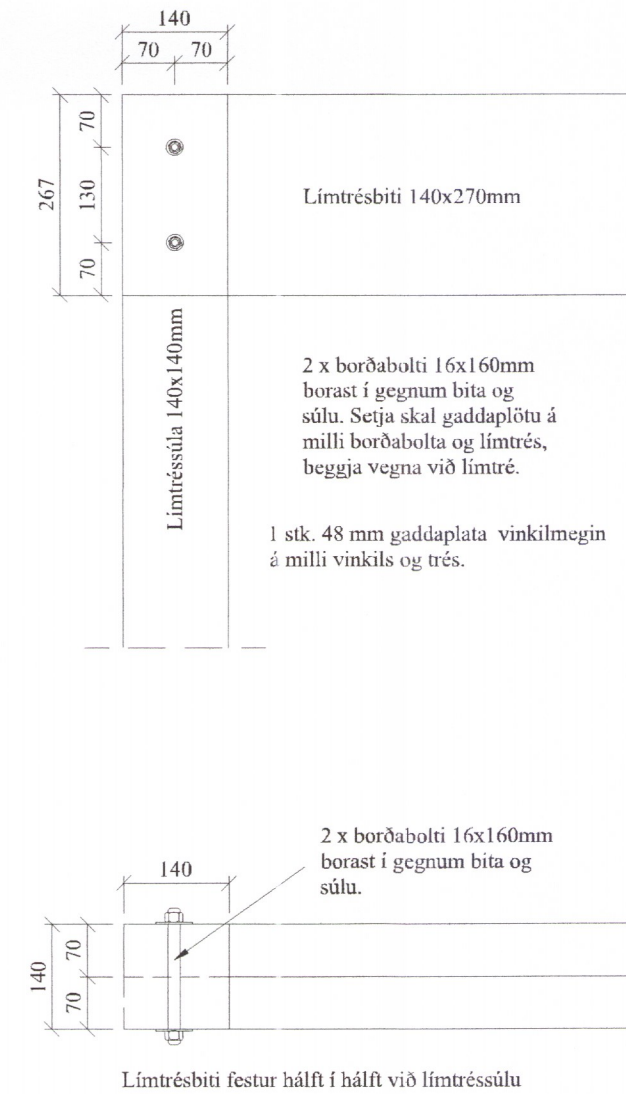 140
70 70
70
267
130
70
Límtrésbiti 140x270mm
Límtréssúla 140x140mm
2 x borðabolti 16x160mm
borast í gegnum bita og
súlu. Setja skal gaddaplötu á
milli borðabolta og límtrés,
beggja vegna við límtré.
1 stk. 48 mm gaddaplata vinkilmegin
á milli vinkils og trés.
2 x borðabolti 16x160mm
borast í gegnum bita og
súlu.
140
70
140
70
Límtrésbiti festur hálft í hálft við límtréssúlu